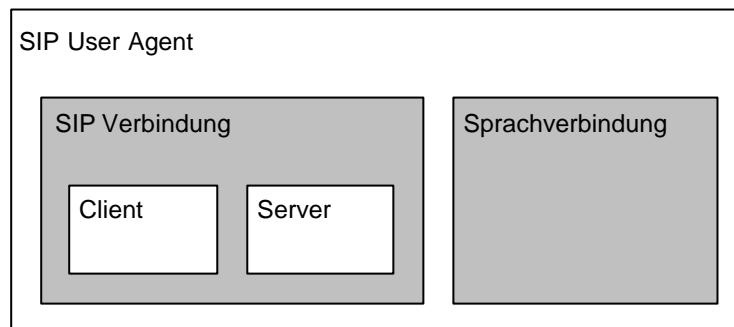 SIP User Agent
SIP Verbindung
Sprachverbindung
Client
Server